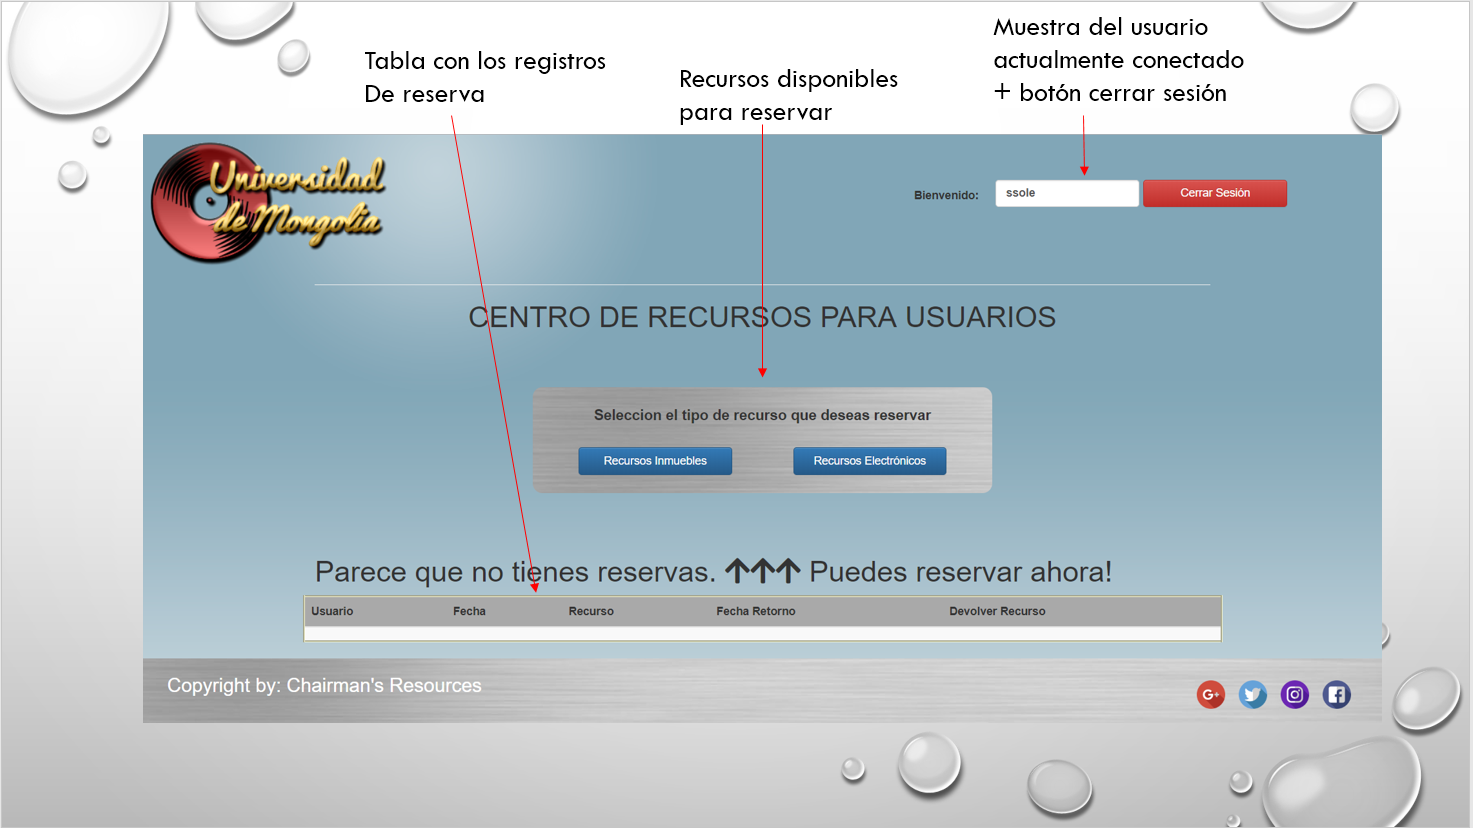 Tabla con los registros
De reserva
Recursos disponibles
para reservar
Muestra del usuario
actualmente conectado
+ botón cerrar sesión
Universidad
de Mongolia
Bienvenido:
ssole
Cerrar Sesión
CENTRO DE RECURSOS PARA USUARIOS
Seleccion el tipo de recurso que deseas reservar
Recursos Inmuebles
Recursos Electrónicos
Parece que no tienes reservas. ↑↑↑ Puedes reservar ahora!
Usuario Fecha Recurso Fecha Retorno Devolver Recurso
Copyright by: Chairman's Resources
G+